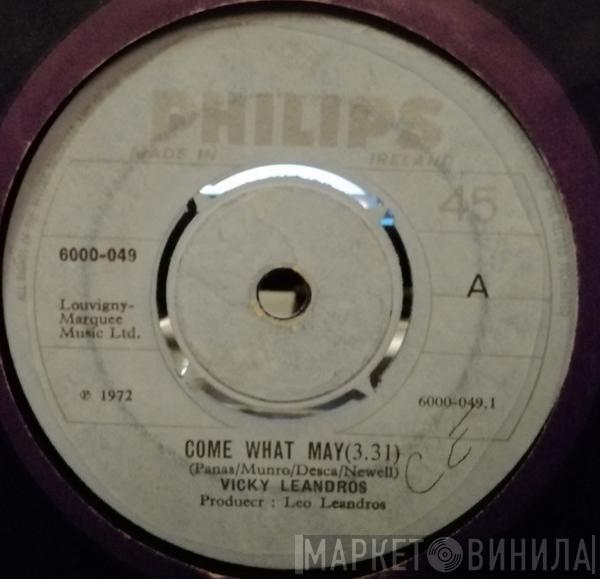 PHILIPS
MADE IN IRELAND
45
6000-049
A
Louvigny-
Marquee
Music Ltd.
℗ 1972
6000-049.1
COME WHAT MAY(3.31)
(Panas/Munro/Desca/Newell)
VICKY LEANDROS
Produecr : Leo Leandros
МАРКЕТ ВИНИЛА